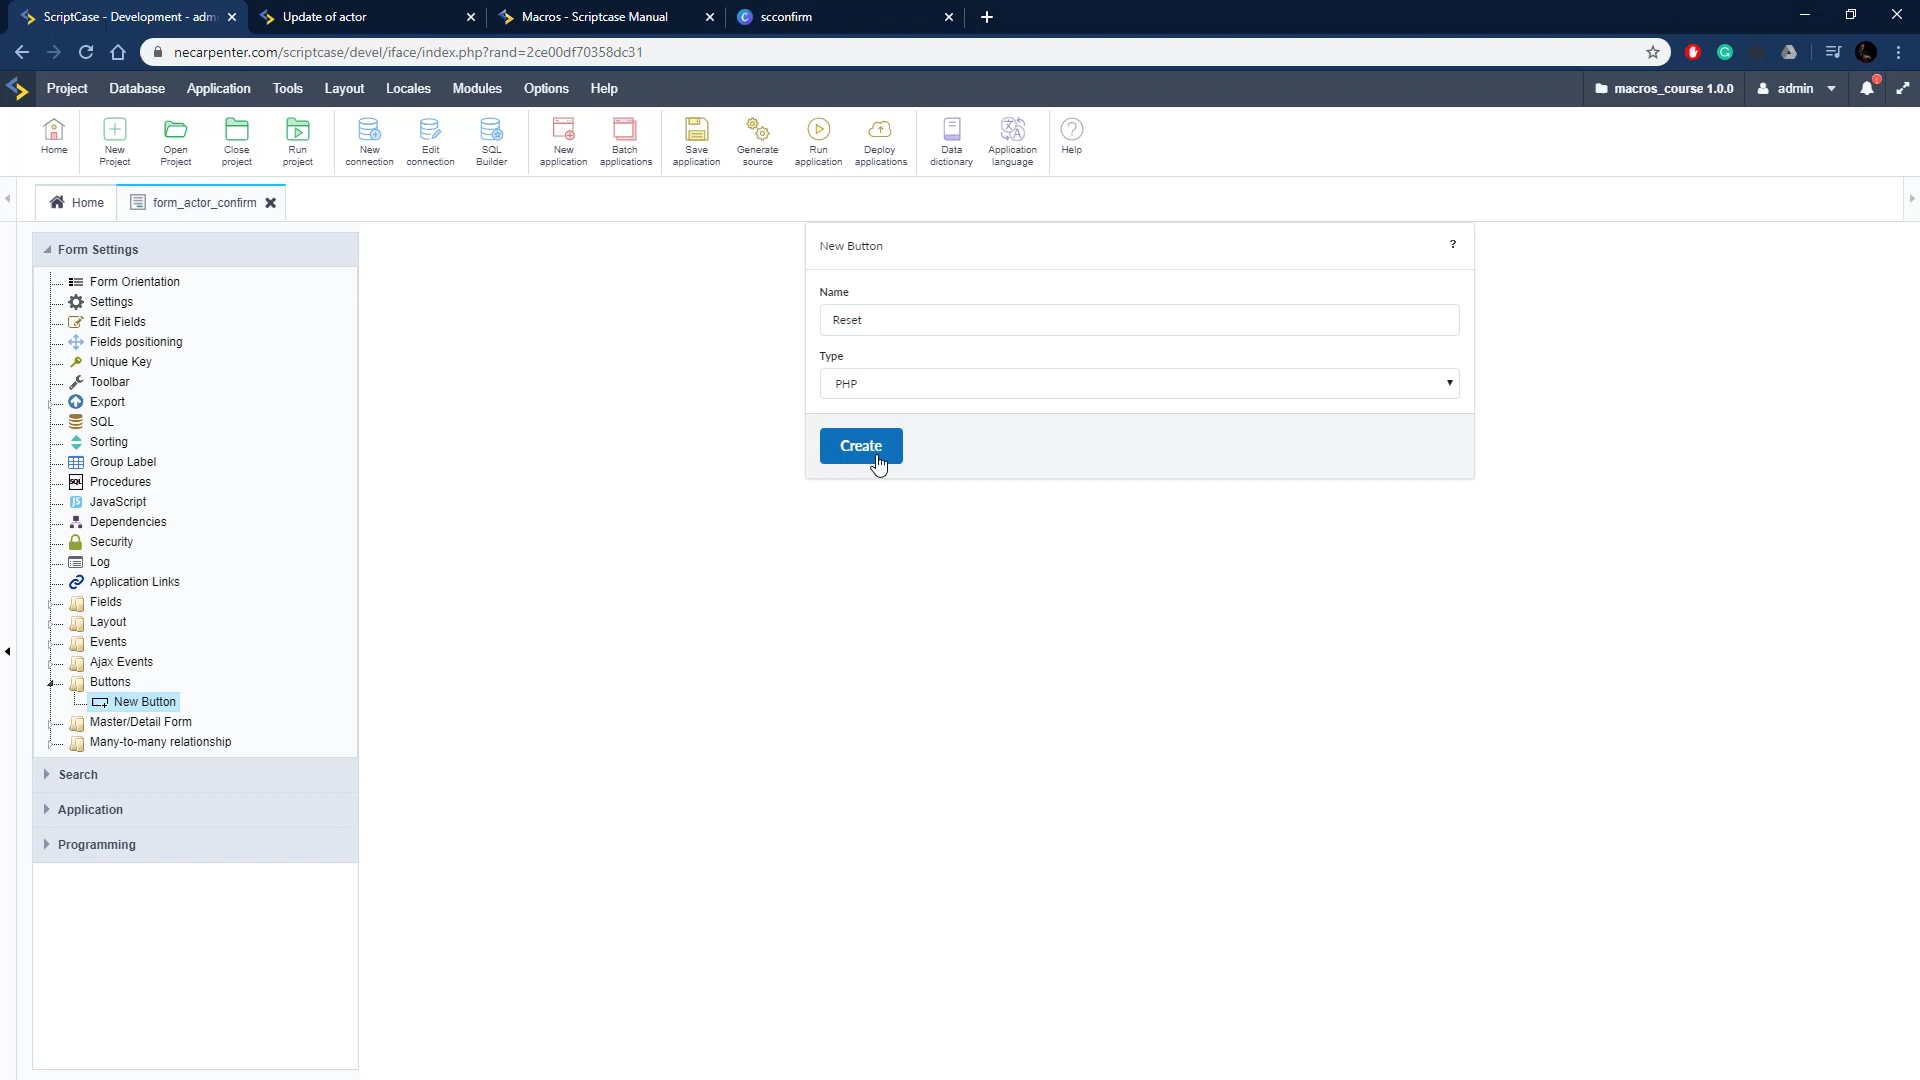 ScriptCase - Development - adm
Update of actor
Macros - Scriptcase Manual
scconfirm
necarpenter.com/scriptcase/devel/iface/index.php?rand=2ce00df70358dc31
Project Database Application Tools Layout Locales Modules Options Help
macros_course 1.0.0
admin
Home
New Project
Open Project
Close project
Run project
New connection
Edit connection
SQL Builder
New application
Batch applications
Save application
Generate source
Run application
Deploy applications
Data dictionary
Application language
Help
Home
form_actor_confirm
Form Settings
Form Orientation
Settings
Edit Fields
Fields positioning
Unique Key
Toolbar
Export
SQL
Sorting
Group Label
SQL
Procedures
JS
JavaScript
Dependencies
Security
Log
Application Links
Fields
Layout
Events
Ajax Events
Buttons
New Button
Master/Detail Form
Many-to-many relationship
Search
Application
Programming
New Button
?
Name
Reset
Type
PHP
Create